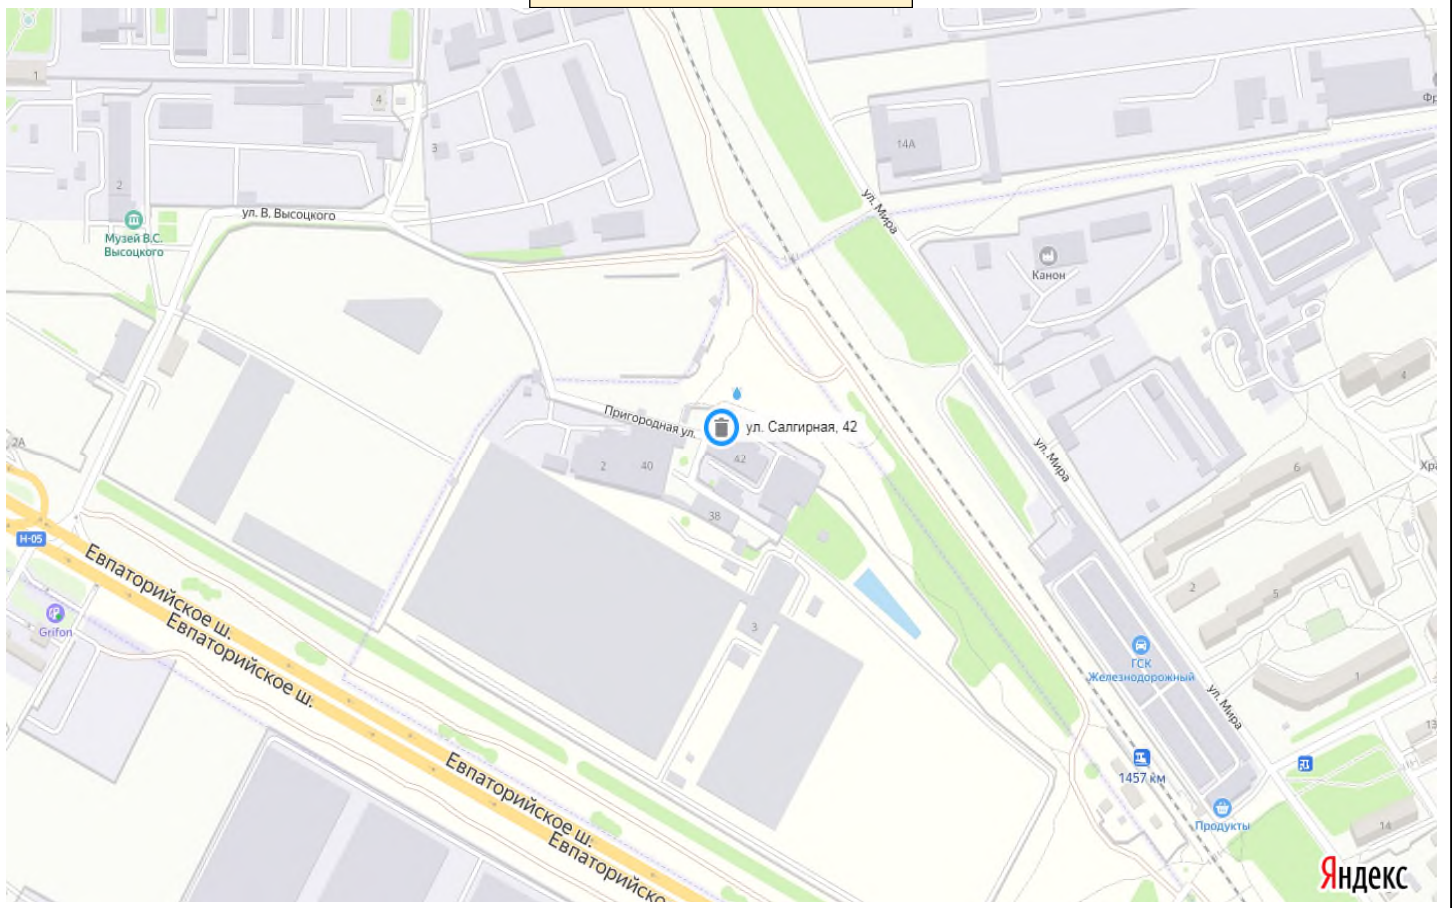 1
4
3
2
14А
Фр
ул. В. Высоцкого
Музей В.С.
Высоцкого
ул. Мира
Канон
4
Пригородная ул.
ул. Салгирная, 42
2А
2
40
42
38
ул. Мира
6
Хра
Н-05
Евпаторийское ш.
Евпаторийское ш.
Grifon
3
2
5
ГСК
Железнодорожный
1
ул. Мира
13
Евпаторийское ш.
Евпаторийско
1457 км
Продукты
14
Яндекс